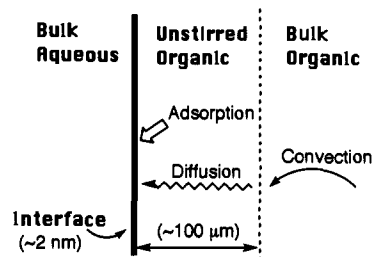 Bulk
Aqueous
Unstirred
Organic
Bulk
Organic
Adsorption
Diffusion
Convection
Interface
(~2 nm)
(~100 µm)